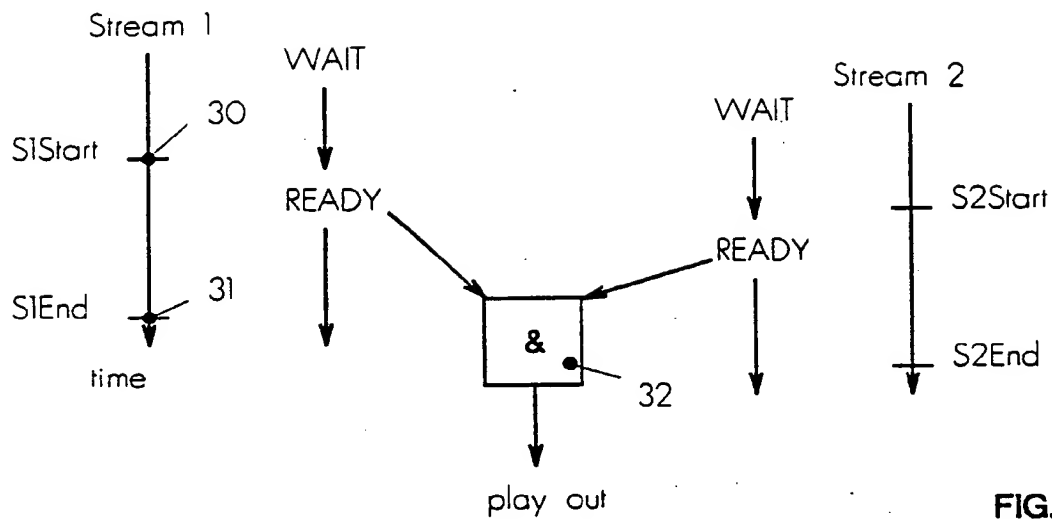 Stream 1
WAIT
30
S1Start
READY
S1End
31
time
&
32
play out
WAIT
READY
Stream 2
S2Start
S2End
FIG.